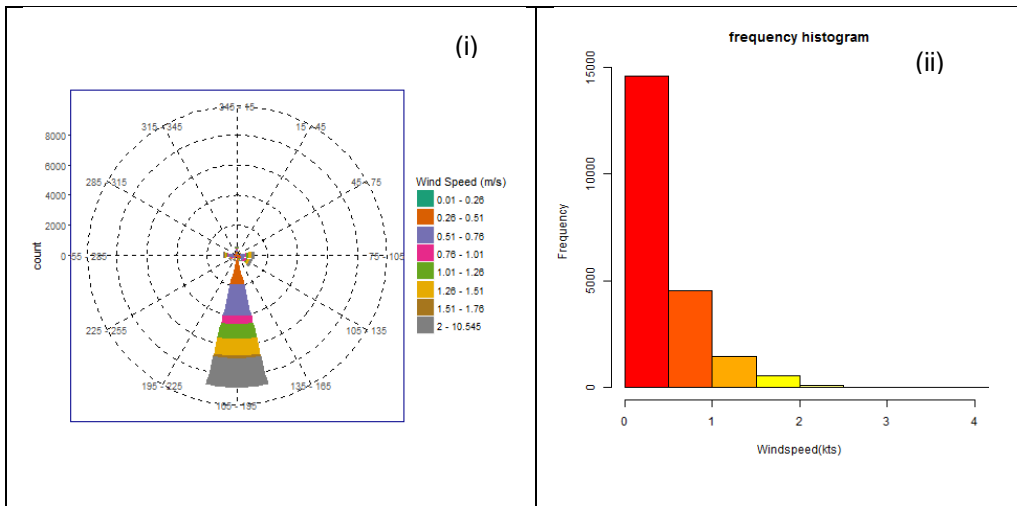 (i)
345 - 15
315 - 345
15 - 45
285 - 315
45 - 75
55 - 285
75 - 105
225 - 255
105 - 135
195 - 225
135 - 165
165 - 195
8000
6000
4000
2000
0
count
Wind Speed (m/s)
0.01 - 0.26
0.26 - 0.51
0.51 - 0.76
0.76 - 1.01
1.01 - 1.26
1.26 - 1.51
1.51 - 1.76
2 - 10.545
frequency histogram
(ii)
15000
10000
5000
0
Frequency
0 1 2 3 4
Windspeed(kts)